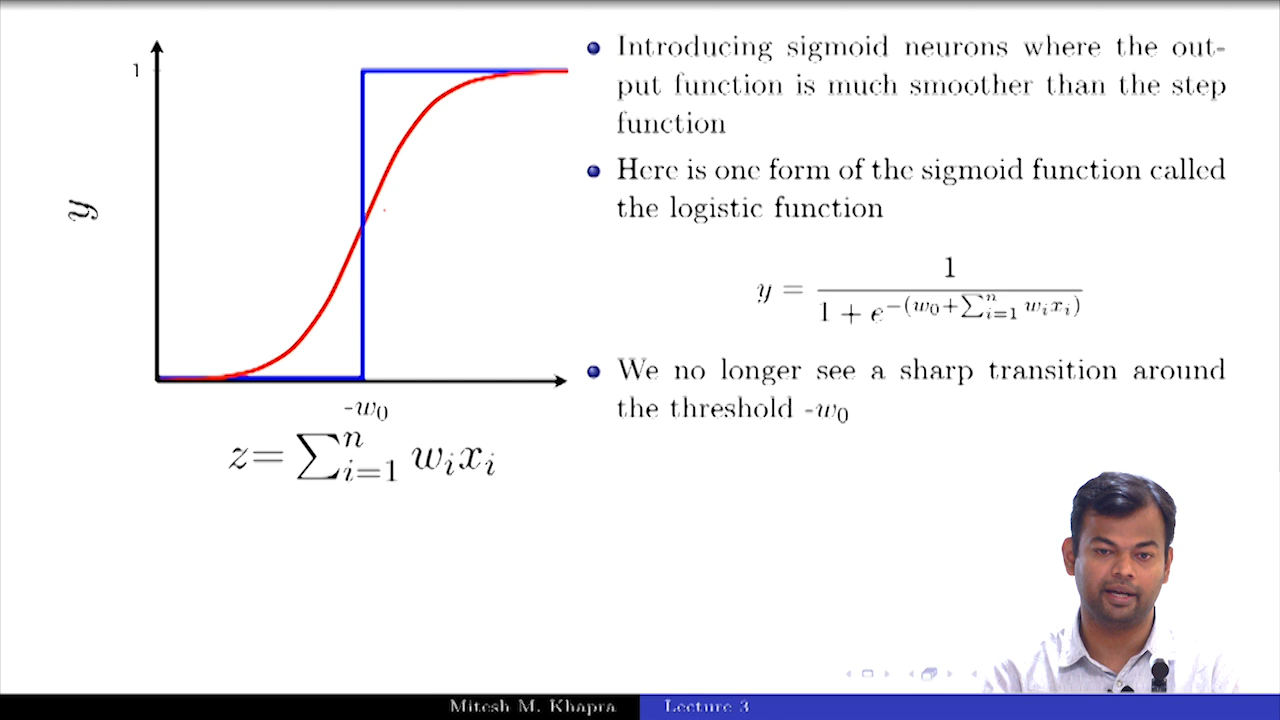 1
y
-w₀
z=∑ⁿᵢ₌₁ wᵢxᵢ
Introducing sigmoid neurons where the out-
put function is much smoother than the step
function
Here is one form of the sigmoid function called
the logistic function
y = 1 / (1 + e^−(w₀+∑ⁿᵢ₌₁ wᵢxᵢ))
We no longer see a sharp transition around
the threshold -w₀
Mitesh M. Khapra
Lecture 3